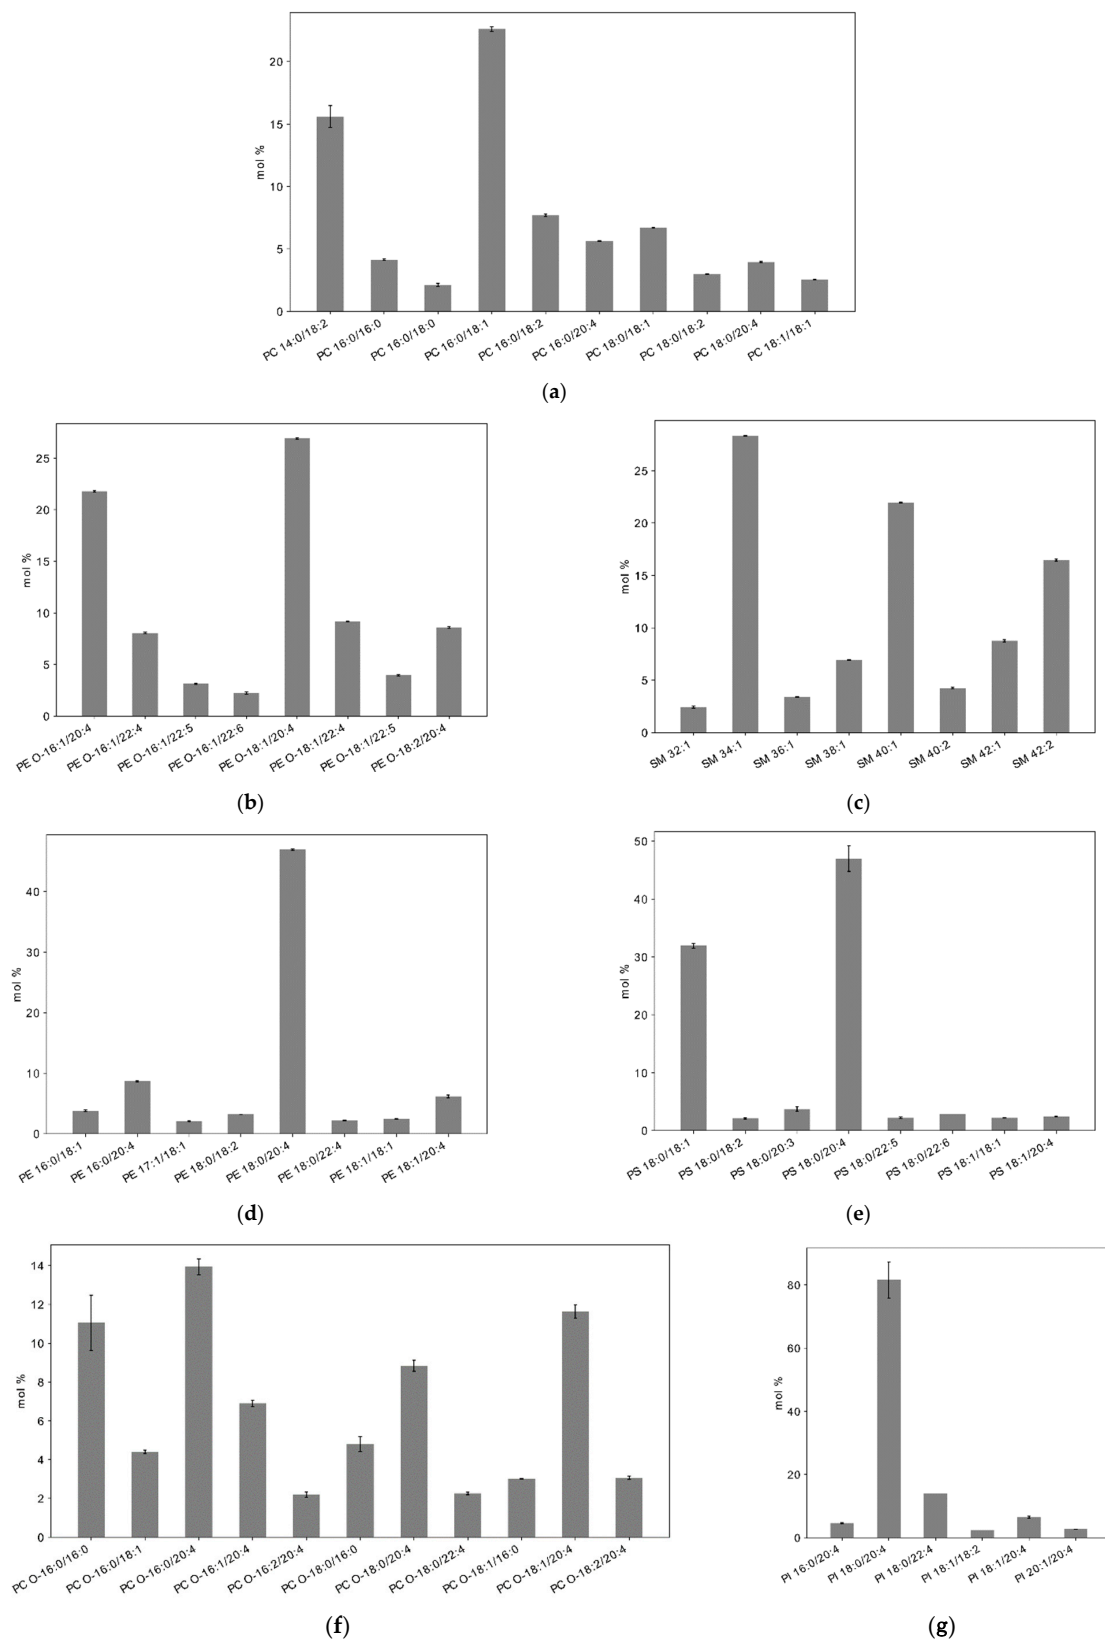 20
15
10
5
0
mol %
PC 14:0/18:2
PC 16:0/16:0
PC 16:0/18:0
PC 16:0/18:1
PC 16:0/18:2
PC 16:0/20:4
PC 18:0/18:1
PC 18:0/18:2
PC 18:0/20:4
PC 18:1/18:1
(a)
25
20
15
10
5
0
mol %
PE O-16:1/20:4
PE O-16:1/22:4
PE O-16:1/22:5
PE O-16:1/22:6
PE O-18:1/20:4
PE O-18:1/22:4
PE O-18:1/22:5
PE O-18:2/20:4
(b)
25
20
15
10
5
0
mol %
SM 32:1
SM 34:1
SM 36:1
SM 38:1
SM 40:1
SM 40:2
SM 42:1
SM 42:2
(c)
40
30
20
10
0
mol %
PE 16:0/18:1
PE 16:0/20:4
PE 17:1/18:1
PE 18:0/18:2
PE 18:0/20:4
PE 18:0/22:4
PE 18:1/18:1
PE 18:1/20:4
(d)
50
40
30
20
10
0
mol %
PS 18:0/18:1
PS 18:0/18:2
PS 18:0/20:3
PS 18:0/20:4
PS 18:0/22:5
PS 18:0/22:6
PS 18:1/18:1
PS 18:1/20:4
(e)
14
12
10
8
6
4
2
0
mol %
PC O-16:0/16:0
PC O-16:0/18:1
PC O-16:0/20:4
PC O-16:1/20:4
PC O-16:2/20:4
PC O-18:0/16:0
PC O-18:0/20:4
PC O-18:0/22:4
PC O-18:1/16:0
PC O-18:1/20:4
PC O-18:2/20:4
(f)
80
60
40
20
0
mol %
PI 16:0/20:4
PI 18:0/20:4
PI 18:0/22:4
PI 18:1/18:2
PI 18:1/20:4
PI 20:1/20:4
(g)